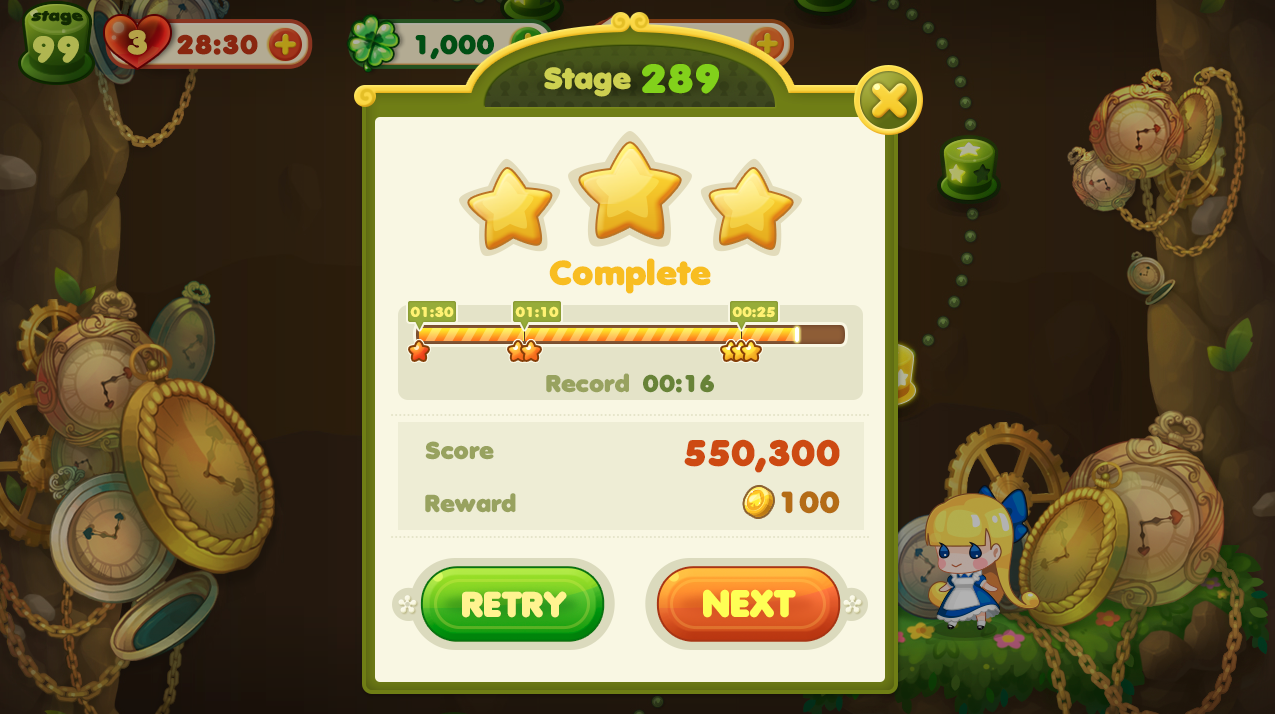 stage
99
3
28:30
1,000
Stage 289
Complete
01:30 01:10 00:25
Record 00:16
Score 550,300
Reward 100
RETRY NEXT